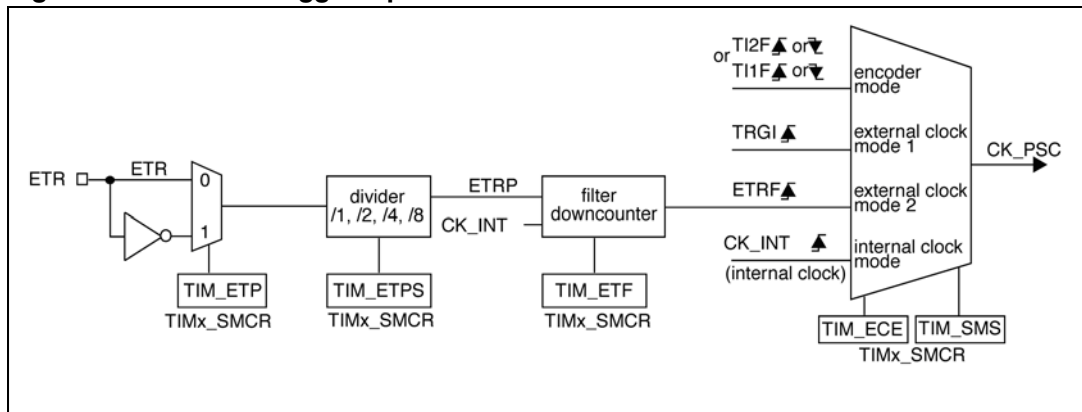 ETR
ETR
0
1
TIM_ETP
TIMx_SMCR
divider
/1, /2, /4, /8
TIM_ETPS
TIMx_SMCR
ETRP
CK_INT
filter
downcounter
TIM_ETF
TIMx_SMCR
or TI2F or
TI1F or
encoder
mode
TRGI
external clock
mode 1
ETRF
external clock
mode 2
CK_INT
(internal clock)
internal clock
mode
CK_PSC
TIM_ECE
TIM_SMS
TIMx_SMCR